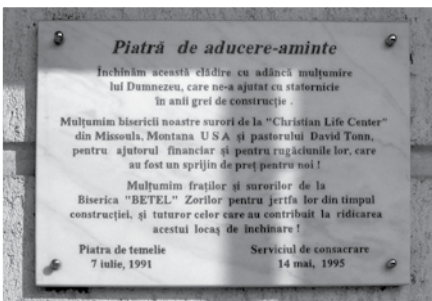 Piatră de aducere-aminte
Închinăm această clădire cu adâncă mulțumire
lui Dumnezeu, care ne-a ajutat cu statornicie
în anii grei de construcție .
Mulțumim bisericii noastre surori de la "Christian Life Center"
din Missoula, Montana U S A și pastorului David Tonn,
pentru ajutorul financiar și pentru rugăciunile lor, care
au fost un sprijin de preț pentru noi !
Mulțumim fraților și surorilor de la
Biserica "BETEL" Zorilor pentru jertfa lor din timpul
construcției, și tuturor celor care au contribuit la ridicarea
acestui locaș de închinare !
Piatra de temelie Serviciul de consacrare
7 iulie, 1991 14 mai, 1995